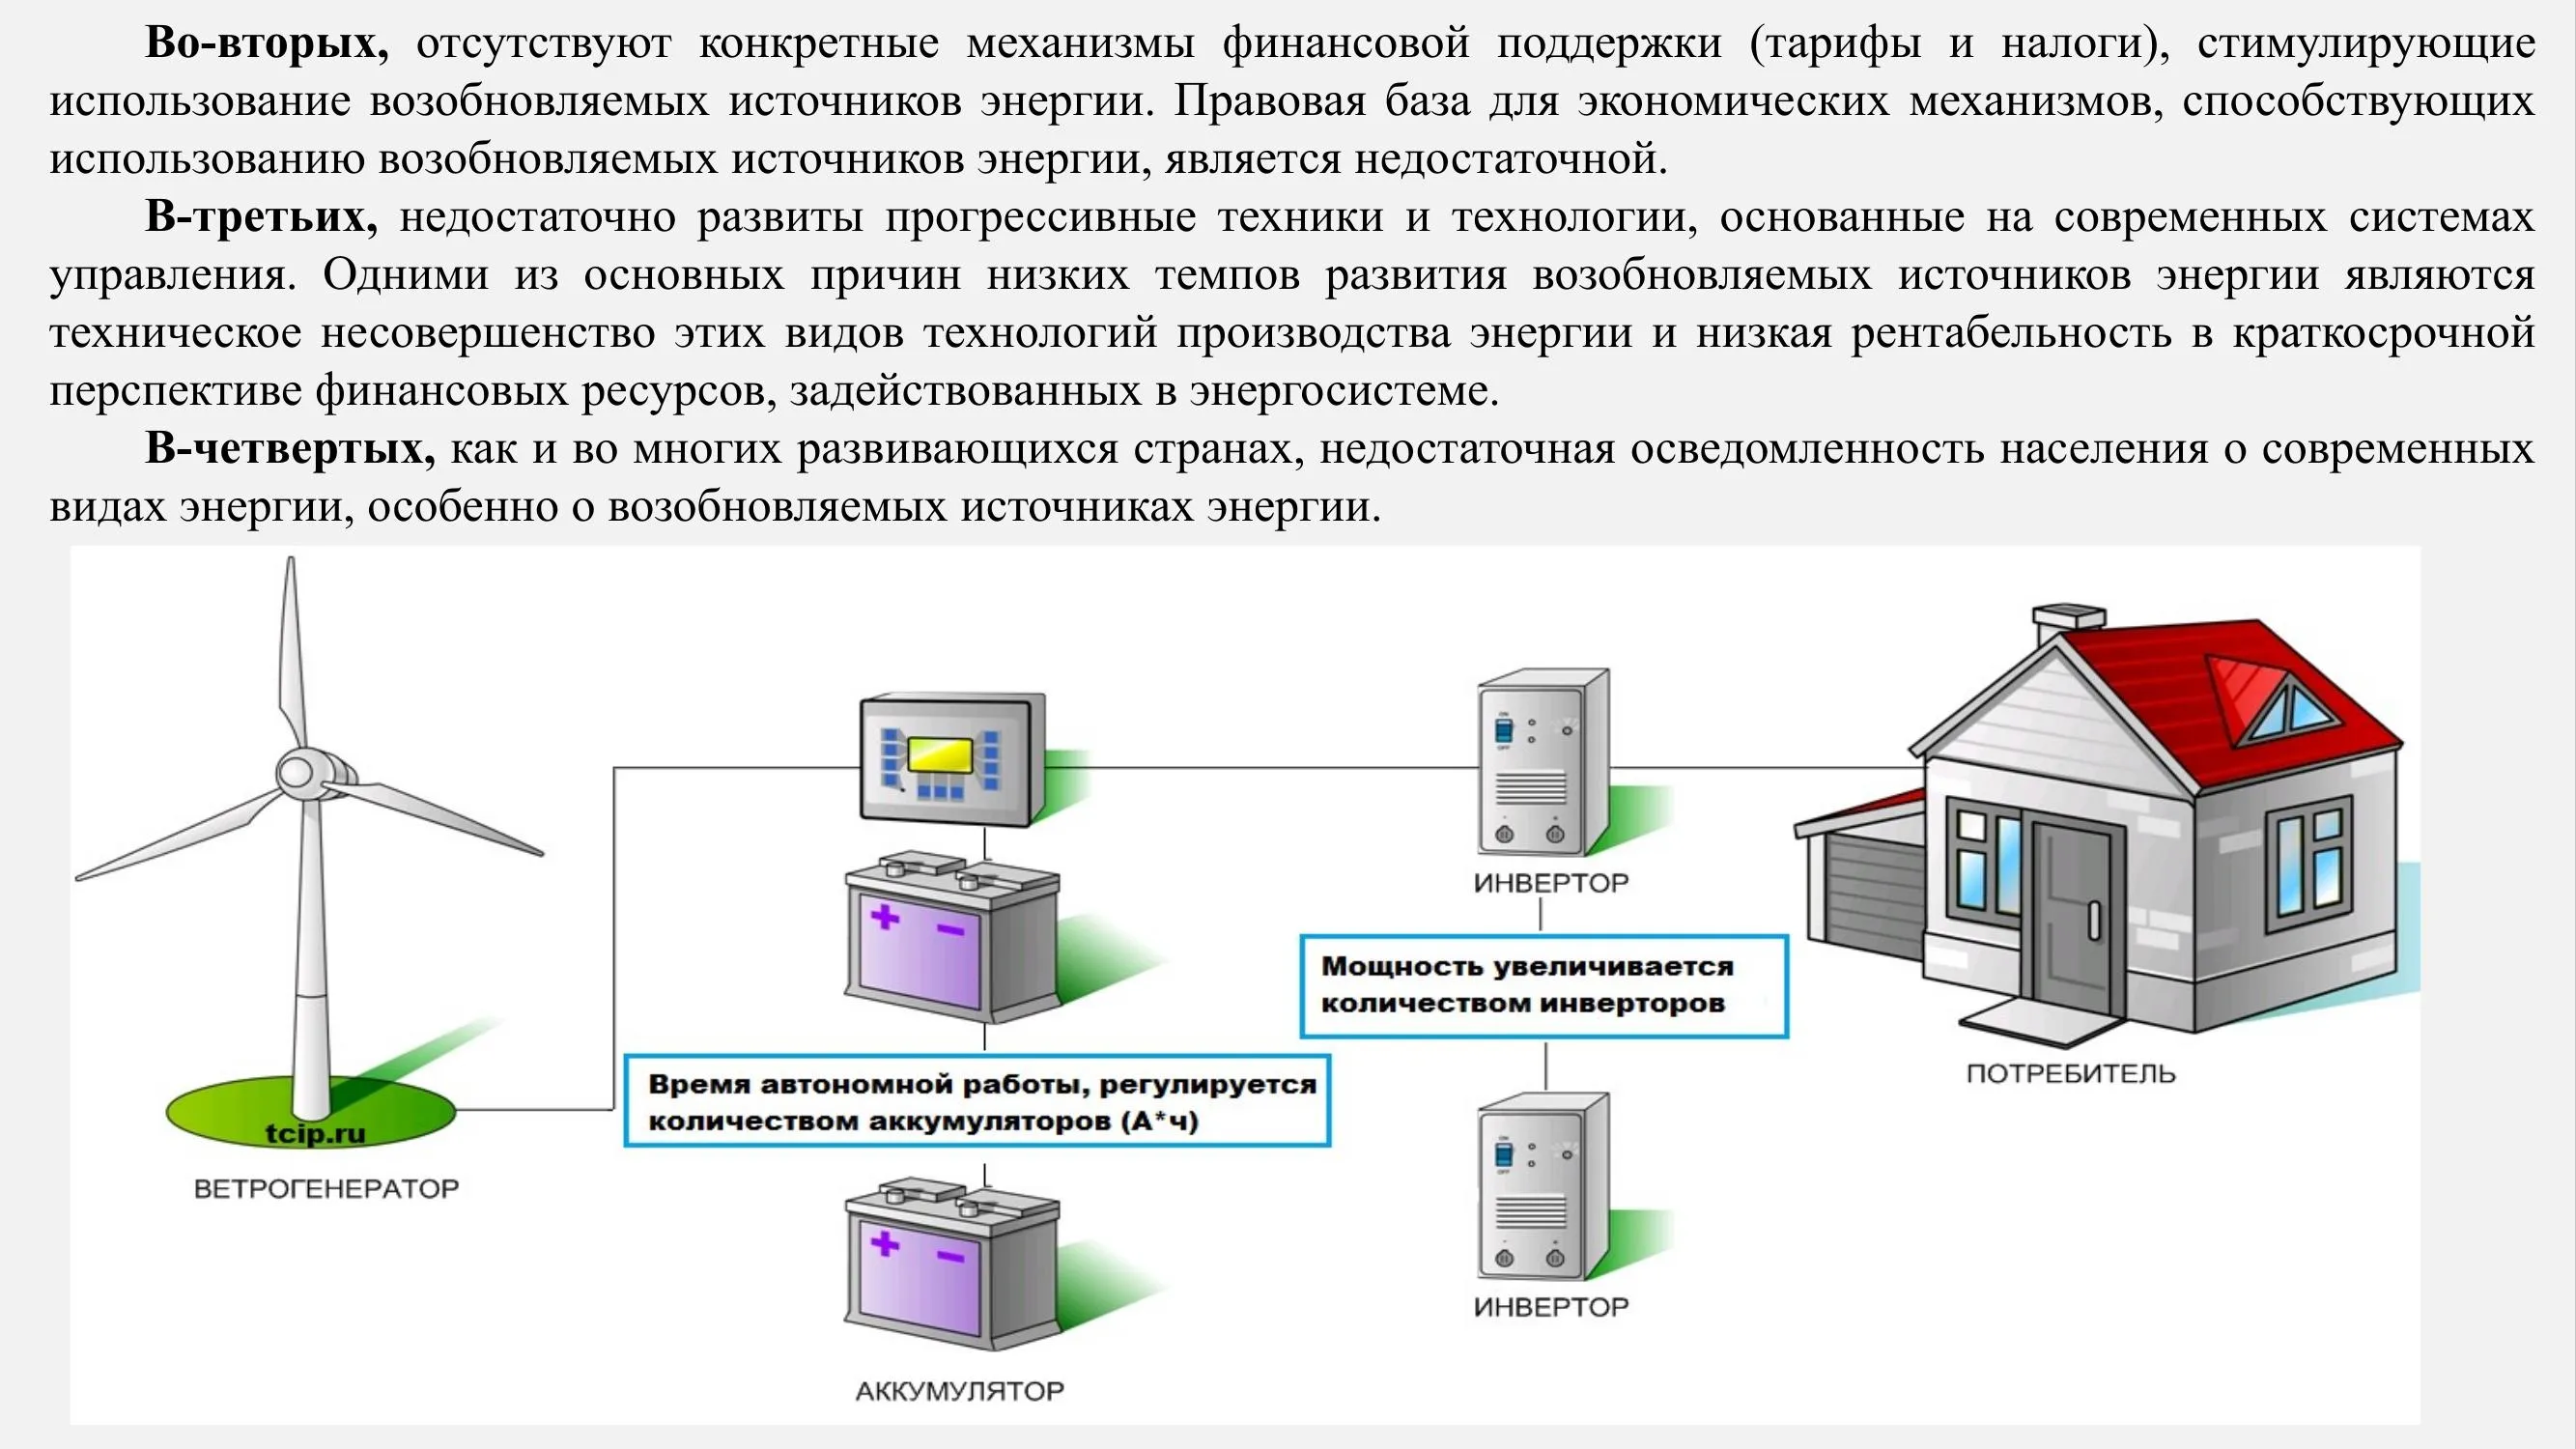 Во-вторых, отсутствуют конкретные механизмы финансовой поддержки (тарифы и налоги), стимулирующие
использование возобновляемых источников энергии. Правовая база для экономических механизмов, способствующих
использованию возобновляемых источников энергии, является недостаточной.
В-третьих, недостаточно развиты прогрессивные техники и технологии, основанные на современных системах
управления. Одними из основных причин низких темпов развития возобновляемых источников энергии являются
техническое несовершенство этих видов технологий производства энергии и низкая рентабельность в краткосрочной
перспективе финансовых ресурсов, задействованных в энергосистеме.
В-четвертых, как и во многих развивающихся странах, недостаточная осведомленность населения о современных
видах энергии, особенно о возобновляемых источниках энергии.
ON
OFF
ИНВЕРТОР
Мощность увеличивается
количеством инверторов
ПОТРЕБИТЕЛЬ
Время автономной работы, регулируется
количеством аккумуляторов (А*ч)
tcip.ru
ВЕТРОГЕНЕРАТОР
ON
OFF
ИНВЕРТОР
АККУМУЛЯТОР